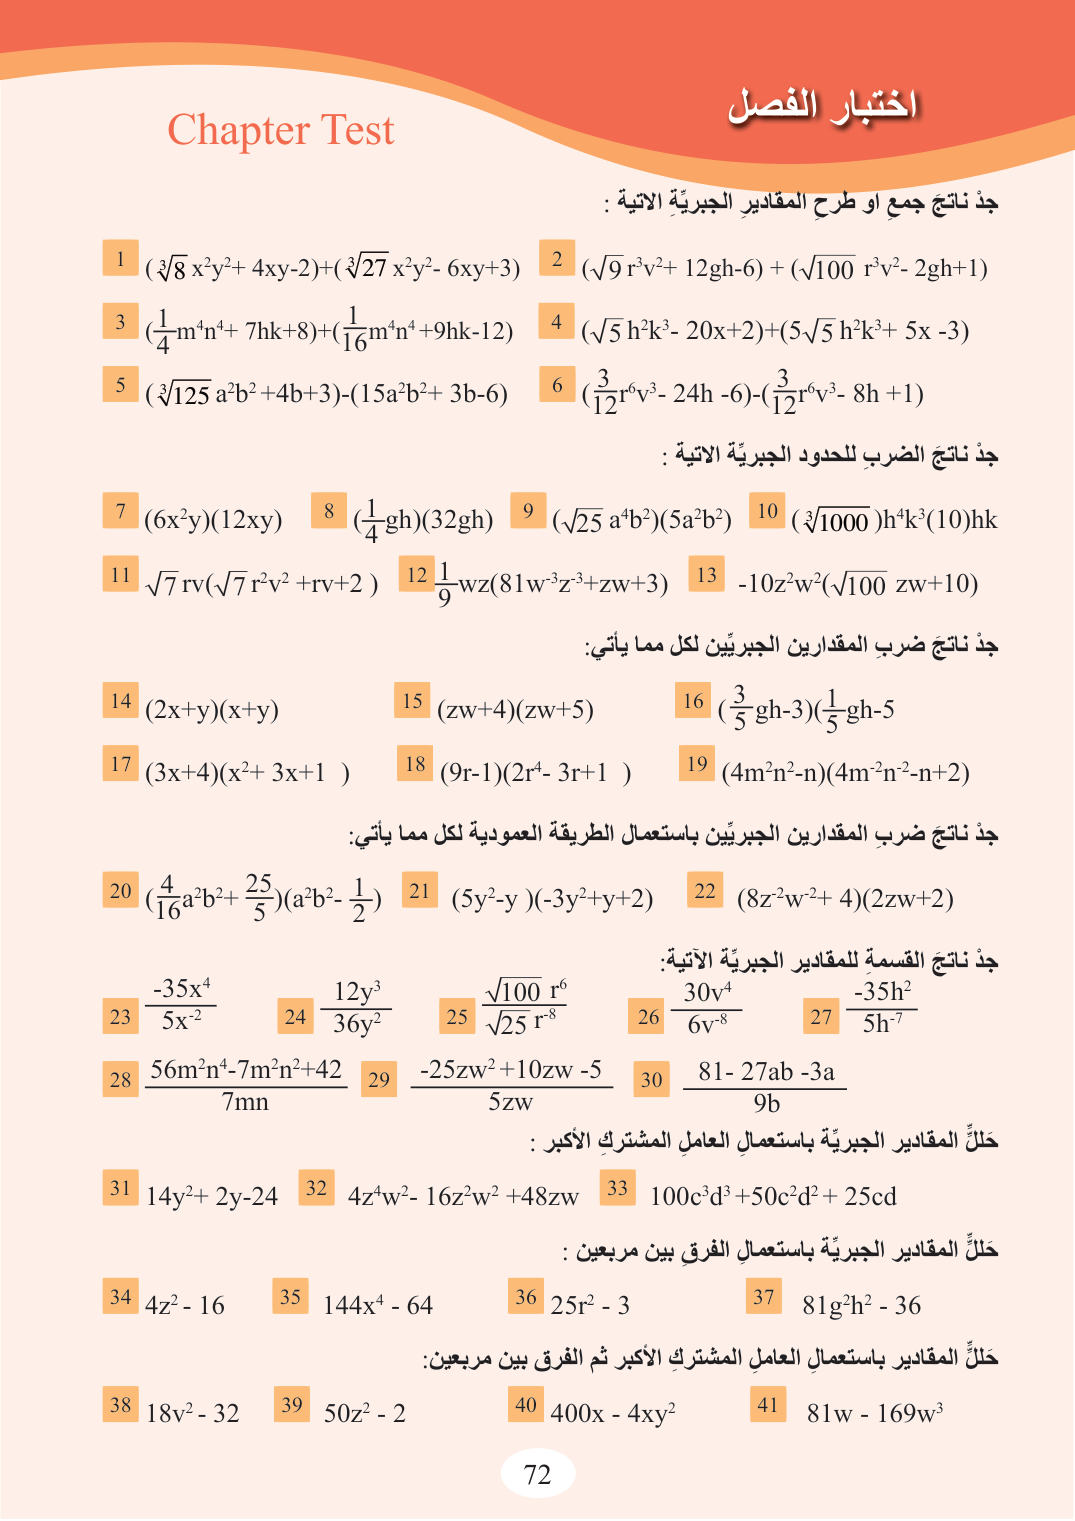 اختبار الفصل
Chapter Test
جدْ ناتجَ جمعِ او طرحِ المقاديرِ الجبريِّةِ الاتية :
1 (∛8 x²y²+ 4xy-2)+(∛27 x²y²- 6xy+3) 2 (√9 r³v²+ 12gh-6) + (√100 r³v²- 2gh+1)
3 (1/4 m⁴n⁴+ 7hk+8)+(1/16 m⁴n⁴+9hk-12) 4 (√5 h²k³- 20x+2)+(5√5 h²k³+ 5x -3)
5 (∛125 a²b²+4b+3)-(15a²b²+ 3b-6) 6 (3/12 r⁶v³- 24h -6)-(3/12 r⁶v³- 8h +1)
جدْ ناتجَ الضربِ للحدود الجبريِّة الاتية :
7 (6x²y)(12xy) 8 (1/4 gh)(32gh) 9 (√25 a⁴b²)(5a²b²) 10 (∛1000 )h⁴k³(10)hk
11 √7 rv(√7 r²v² +rv+2 ) 12 1/9 wz(81w⁻³z⁻³+zw+3) 13 -10z²w²(√100 zw+10)
جدْ ناتجَ ضربِ المقدارين الجبريِّين لكل مما يأتي:
14 (2x+y)(x+y) 15 (zw+4)(zw+5) 16 (3/5 gh-3)(1/5 gh-5
17 (3x+4)(x²+ 3x+1 ) 18 (9r-1)(2r⁴- 3r+1 ) 19 (4m²n²-n)(4m⁻²n⁻²-n+2)
جدْ ناتجَ ضربِ المقدارين الجبريِّين باستعمال الطريقة العمودية لكل مما يأتي:
20 (4/16 a²b²+ 25/5)(a²b²- 1/2) 21 (5y²-y )(-3y²+y+2) 22 (8z⁻²w⁻²+ 4)(2zw+2)
جدْ ناتجَ القسمةِ للمقادير الجبريِّة الآتية:
23 -35x⁴/5x⁻² 24 12y³/36y² 25 √100 r⁶/√25 r⁻⁸ 26 30v⁴/6v⁻⁸ 27 -35h²/5h⁻⁷
28 56m²n⁴-7m²n²+42/7mn 29 -25zw²+10zw -5/5zw 30 81- 27ab -3a/9b
حَللٍّ المقادير الجبريِّة باستعمالِ العاملِ المشتركِ الأكبر :
31 14y²+ 2y-24 32 4z⁴w²- 16z²w² +48zw 33 100c³d³+50c²d²+ 25cd
حَللٍّ المقادير الجبريِّة باستعمالِ الفرقِ بين مربعين :
34 4z² - 16 35 144x⁴ - 64 36 25r² - 3 37 81g²h² - 36
حَللٍّ المقادير باستعمالِ العاملِ المشتركِ الأكبر ثم الفرق بين مربعين:
38 18v² - 32 39 50z² - 2 40 400x - 4xy² 41 81w - 169w³
72